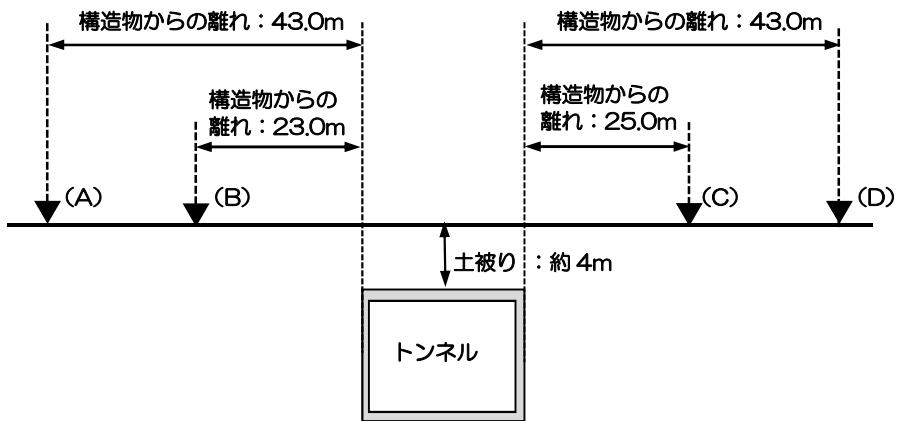 構造物からの離れ：43.0m
構造物からの離れ：43.0m
構造物からの
離れ：23.0m
構造物からの
離れ：25.0m
(A)
(B)
(C)
(D)
土被り ：約 4m
トンネル